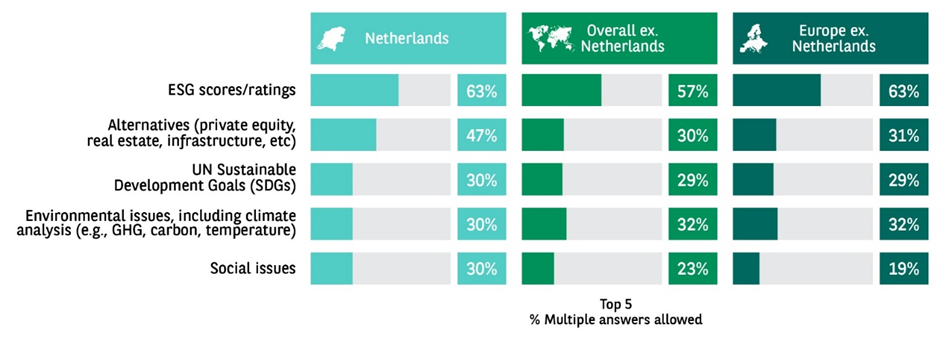 Netherlands
Overall ex.
Netherlands
Europe ex.
Netherlands
ESG scores/ratings
63%
57%
63%
Alternatives (private equity,
real estate, infrastructure, etc)
47%
30%
31%
UN Sustainable
Development Goals (SDGs)
30%
29%
29%
Environmental issues, including climate
analysis (e.g., GHG, carbon, temperature)
30%
32%
32%
Social issues
30%
23%
19%
Top 5
% Multiple answers allowed